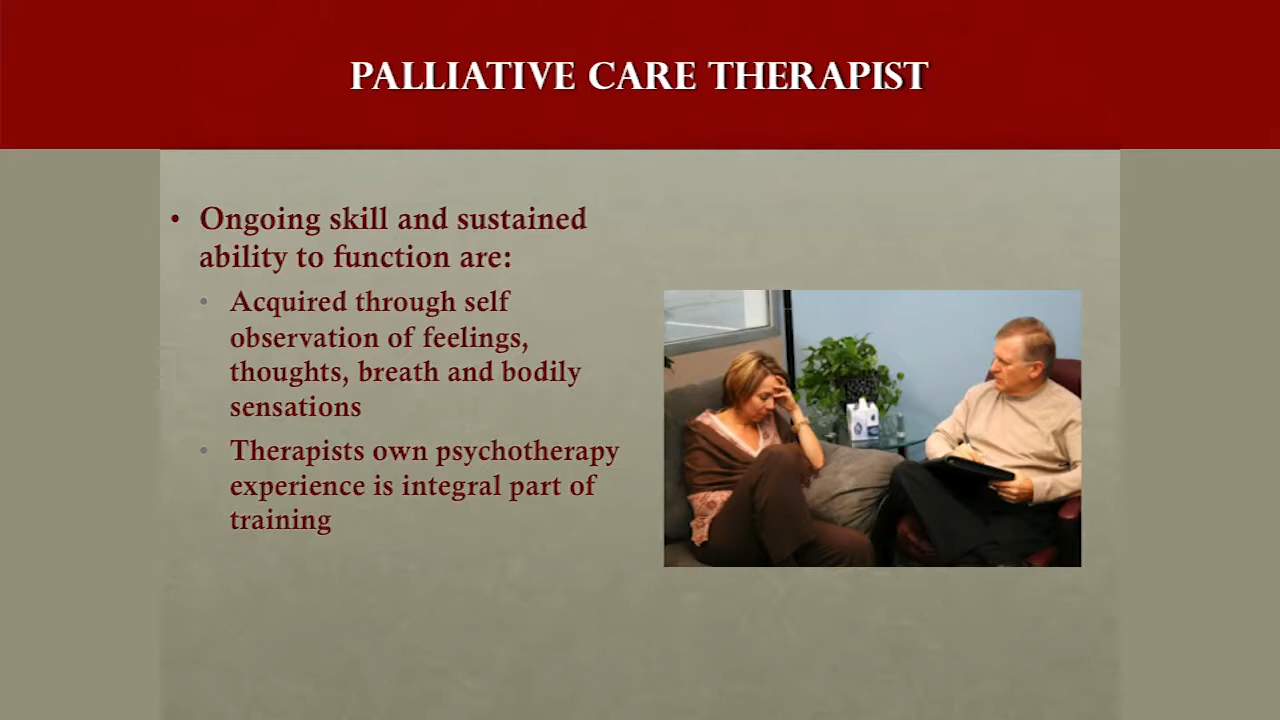 PALLIATIVE CARE THERAPIST
• Ongoing skill and sustained
ability to function are:
• Acquired through self
observation of feelings,
thoughts, breath and bodily
sensations
• Therapists own psychotherapy
experience is integral part of
training